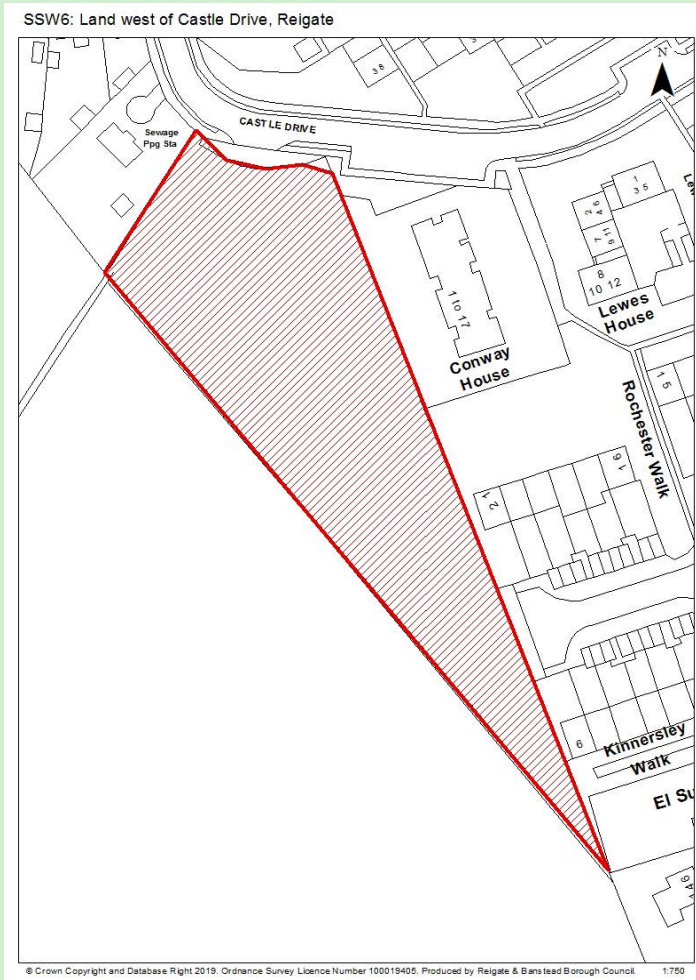 SSW6: Land west of Castle Drive, Reigate
N
38
CASTLE DRIVE
Sewage
Ppg Sta
1
3 5
2
4 6
7
9 11
8
10 12
Lewes
House
1 to 17
Conway
House
1 5
Rochester Walk
16
21
6
Kinnersley
Walk
El Su
© Crown Copyright and Database Right 2019. Ordnance Survey Licence Number 100019405. Produced by Reigate & Banstead Borough Council.
1:750